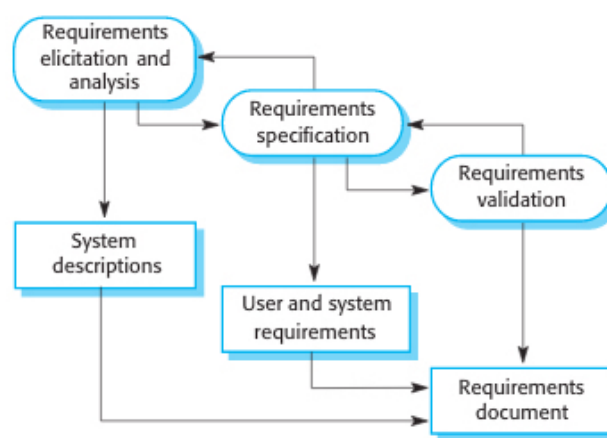 Requirements
elicitation and
analysis
Requirements
specification
Requirements
validation
System
descriptions
User and system
requirements
Requirements
document